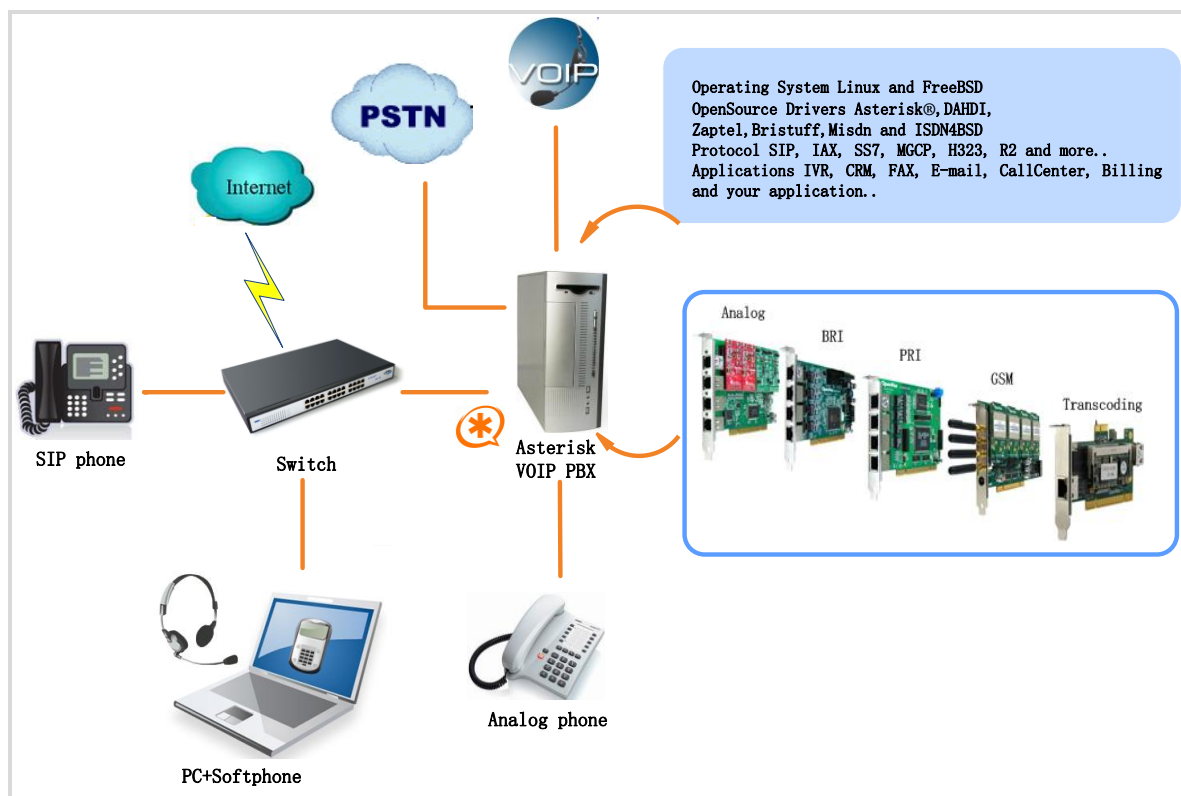 VOIP
PSTN
Internet
Operating System Linux and FreeBSD
OpenSource Drivers Asterisk®,DAHDI,
Zaptel,Bristuff,Misdn and ISDN4BSD
Protocol SIP, IAX, SS7, MGCP, H323, R2 and more..
Applications IVR, CRM, FAX, E-mail, CallCenter, Billing
and your application..
Analog
BRI
PRI
GSM
Transcoding
SIP phone
Switch
Asterisk
VOIP PBX
Analog phone
PC+Softphone